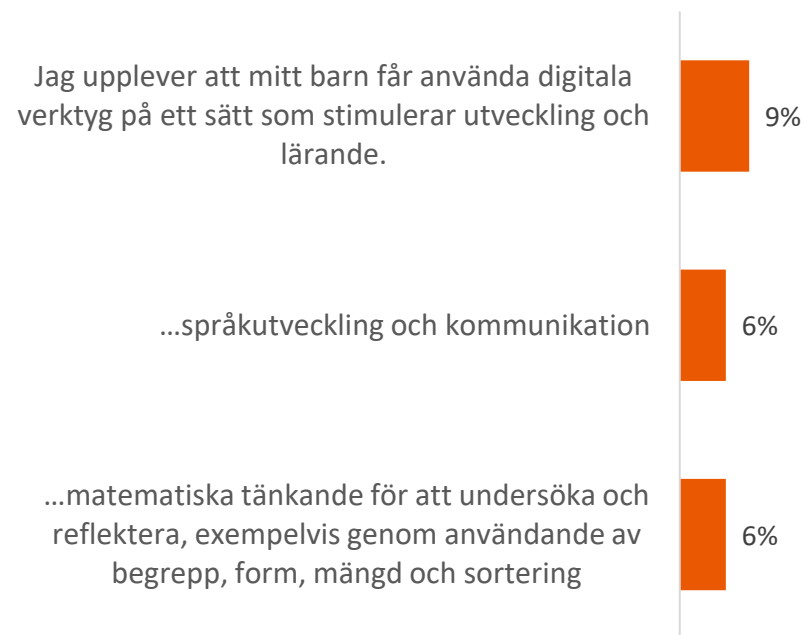 Jag upplever att mitt barn får använda digitala
verktyg på ett sätt som stimulerar utveckling och
lärande.
9%
...språkutveckling och kommunikation
6%
...matematiska tänkande för att undersöka och
reflektera, exempelvis genom användande av
begrepp, form, mängd och sortering
6%